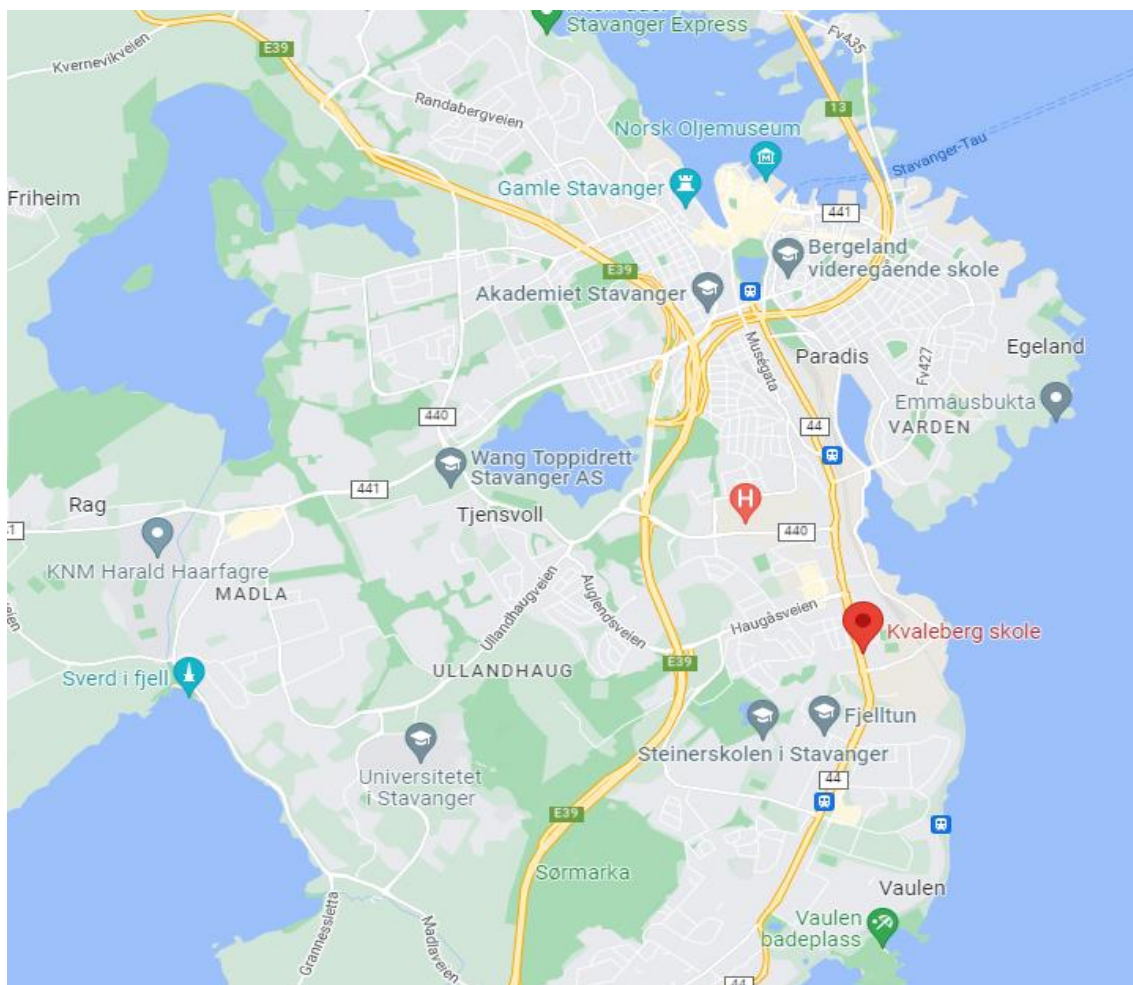 Stavanger Express
Fv435
E39
Kvernevikveien
Randabergveien
13
Norsk Oljemuseum
Stavanger-Tau
Gamle Stavanger
Friheim
441
Bergeland
videregående skole
E39
Akademiet Stavanger
Muségata
Paradis
Egeland
Fv427
Emmausbukta
440
44
VARDEN
Wang Toppidrett
Stavanger AS
441
Rag
Tjensvoll
H
440
KNM Harald Haarfagre
MADLA
Ullandhaugveien
Auglendsveien
Haugåsveien
Kvaleberg skole
E39
ULLANDHAUG
Sverd i fjell
Fjelltun
Steinerskolen i Stavanger
Universitetet
i Stavanger
44
E39
Sørmarka
Vaulen
Vaulen
badeplass
Grannessletta
Madlaveien
44